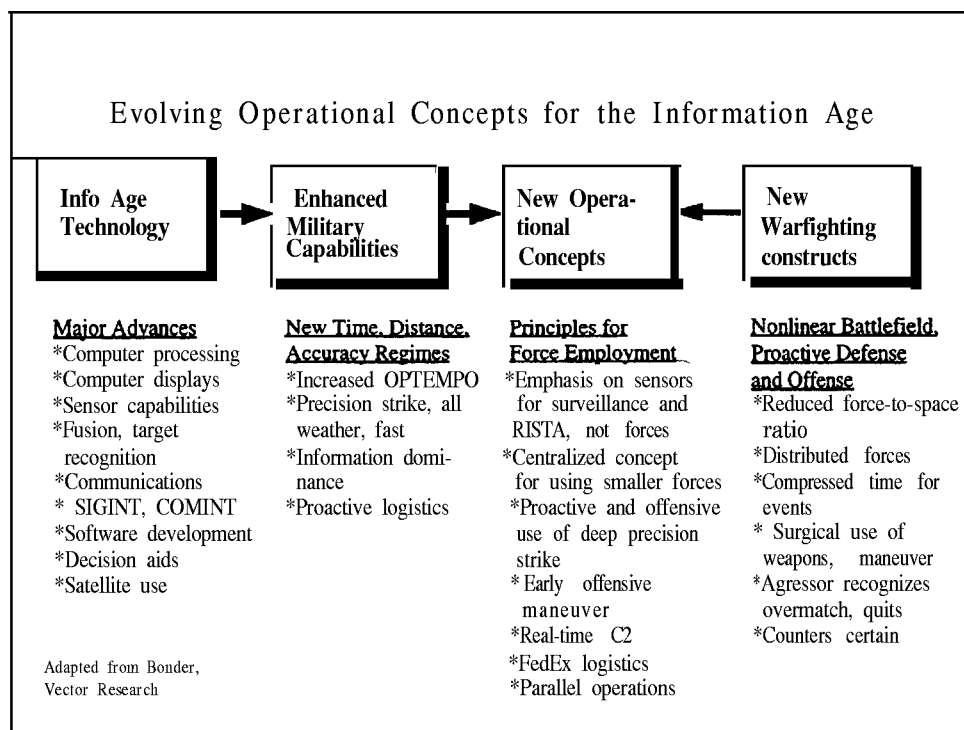 Evolving Operational Concepts for the Information Age
Info Age
Technology
Enhanced
Military
Capabilities
New Opera-
tional
Concepts
New
Warfighting
constructs
Major Advances
*Computer processing
*Computer displays
*Sensor capabilities
*Fusion, target
recognition
*Communications
* SIGINT, COMINT
*Software development
*Decision aids
*Satellite use
New Time, Distance,
Accuracy Regimes
*Increased OPTEMPO
*Precision strike, all
weather, fast
*Information domi-
nance
*Proactive logistics
Principles for
Force Employment
*Emphasis on sensors
for surveillance and
RISTA, not forces
*Centralized concept
for using smaller forces
*Proactive and offensive
use of deep precision
strike
*Early offensive
maneuver
*Real-time C2
*FedEx logistics
*Parallel operations
Nonlinear Battlefield,
Proactive Defense
and Offense
*Reduced force-to-space
ratio
*Distributed forces
*Compressed time for
events
* Surgical use of
weapons, maneuver
*Agressor recognizes
overmatch, quits
*Counters certain
Adapted from Bonder,
Vector Research